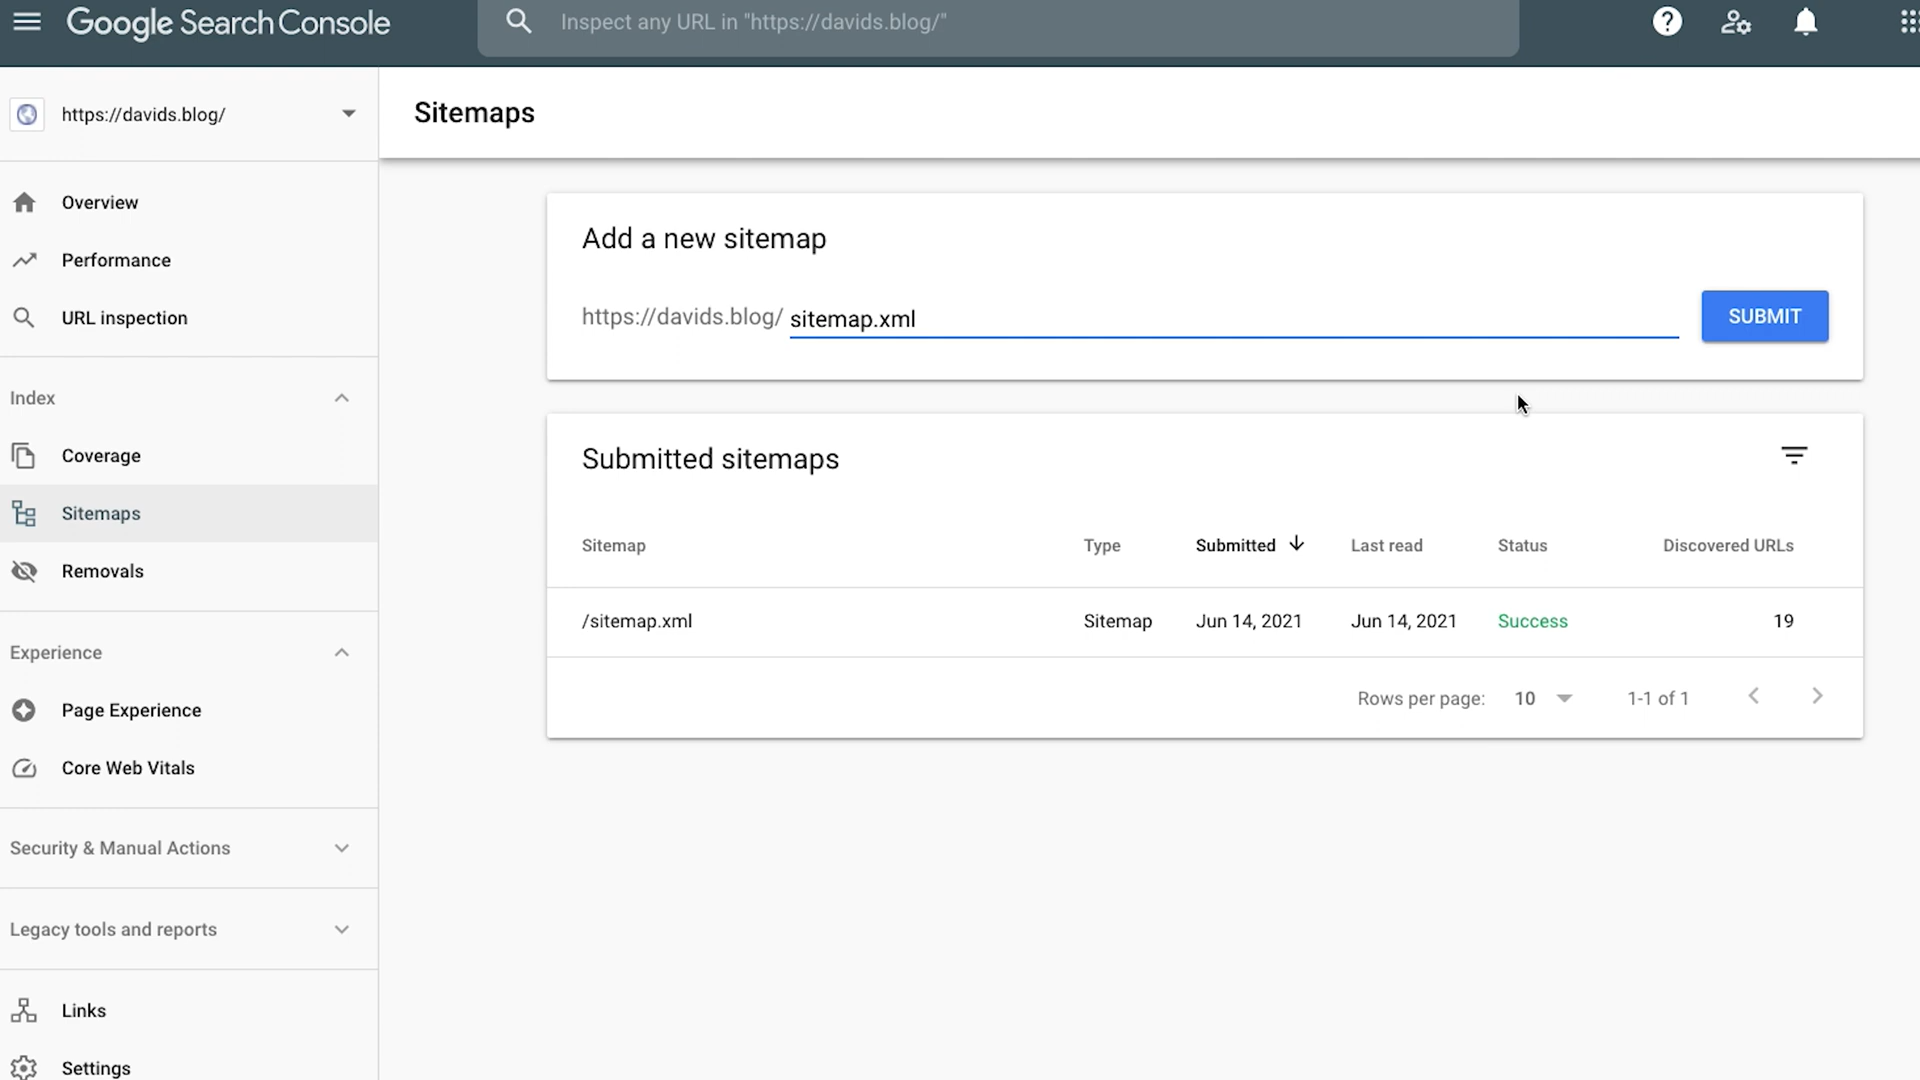 Google Search Console
Inspect any URL in "https://davids.blog/"
https://davids.blog/
Overview
Performance
URL inspection
Index
Coverage
Sitemaps
Removals
Experience
Page Experience
Core Web Vitals
Security & Manual Actions
Legacy tools and reports
Links
Settings
Sitemaps
Add a new sitemap
https://davids.blog/ sitemap.xml
SUBMIT
Submitted sitemaps
Sitemap Type Submitted Last read Status Discovered URLs
/sitemap.xml Sitemap Jun 14, 2021 Jun 14, 2021 Success 19
Rows per page: 10 1-1 of 1